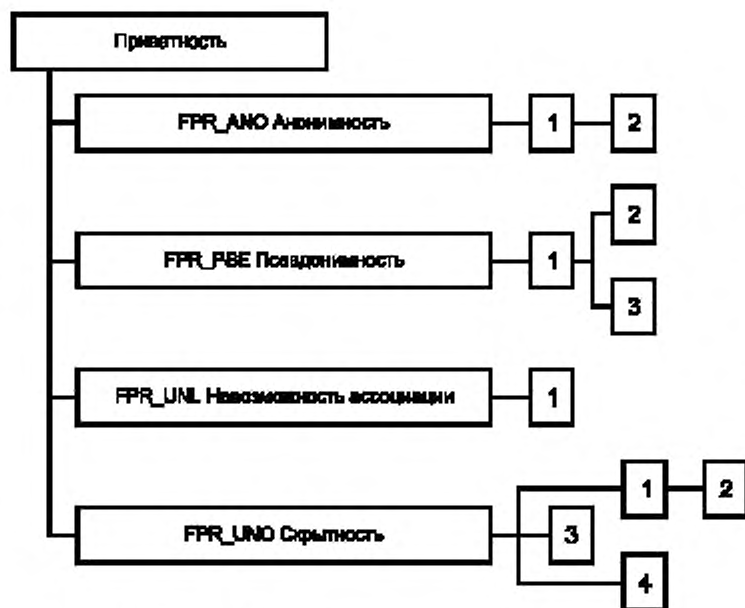 Приватность
FPR_ANO Анонимность 1 2
2
FPR_PSE Псевдонимность 1
3
FPR_UNL Невозможность ассоциации 1
1 2
FPR_UNO Скрытность 3
4